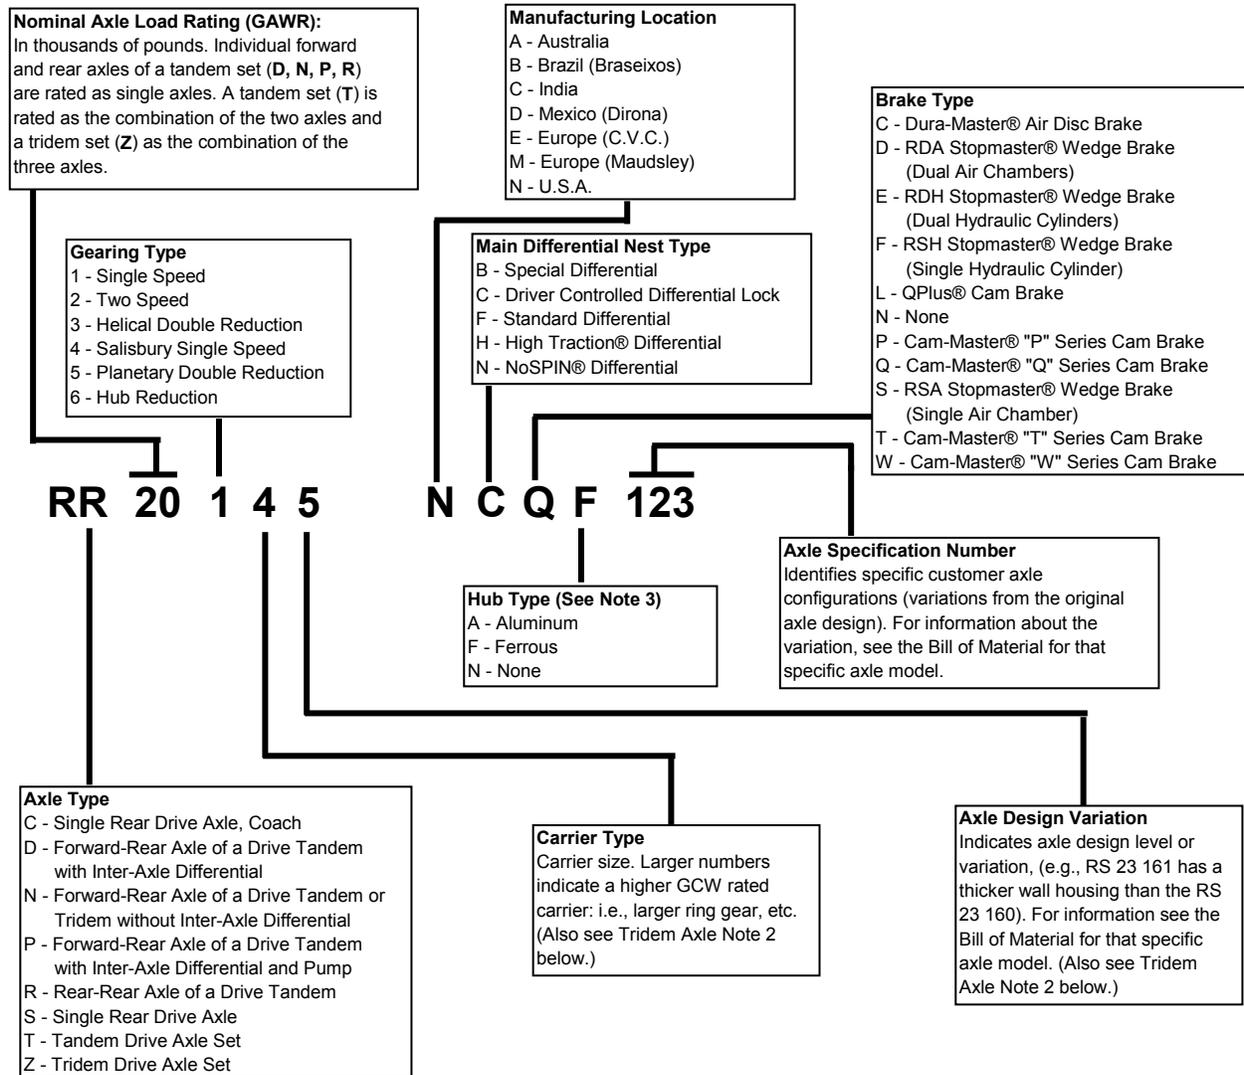 Nominal Axle Load Rating (GAWR):
In thousands of pounds. Individual forward
and rear axles of a tandem set (D, N, P, R)
are rated as single axles. A tandem set (T) is
rated as the combination of the two axles and
a tridem set (Z) as the combination of the
three axles.
Manufacturing Location
A - Australia
B - Brazil (Braseixos)
C - India
D - Mexico (Dirona)
E - Europe (C.V.C.)
M - Europe (Maudsley)
N - U.S.A.
Brake Type
C - Dura-Master® Air Disc Brake
D - RDA Stopmaster® Wedge Brake
(Dual Air Chambers)
E - RDH Stopmaster® Wedge Brake
(Dual Hydraulic Cylinders)
F - RSH Stopmaster® Wedge Brake
(Single Hydraulic Cylinder)
L - QPlus® Cam Brake
N - None
P - Cam-Master® "P" Series Cam Brake
Q - Cam-Master® "Q" Series Cam Brake
S - RSA Stopmaster® Wedge Brake
(Single Air Chamber)
T - Cam-Master® "T" Series Cam Brake
W - Cam-Master® "W" Series Cam Brake
Gearing Type
1 - Single Speed
2 - Two Speed
3 - Helical Double Reduction
4 - Salisbury Single Speed
5 - Planetary Double Reduction
6 - Hub Reduction
Main Differential Nest Type
B - Special Differential
C - Driver Controlled Differential Lock
F - Standard Differential
H - High Traction® Differential
N - NoSPIN® Differential
RR 20 1 4 5 N C Q F 123
Hub Type (See Note 3)
A - Aluminum
F - Ferrous
N - None
Axle Specification Number
Identifies specific customer axle
configurations (variations from the original
axle design). For information about the
variation, see the Bill of Material for that
specific axle model.
Axle Type
C - Single Rear Drive Axle, Coach
D - Forward-Rear Axle of a Drive Tandem
with Inter-Axle Differential
N - Forward-Rear Axle of a Drive Tandem or
Tridem without Inter-Axle Differential
P - Forward-Rear Axle of a Drive Tandem
with Inter-Axle Differential and Pump
R - Rear-Rear Axle of a Drive Tandem
S - Single Rear Drive Axle
T - Tandem Drive Axle Set
Z - Tridem Drive Axle Set
Carrier Type
Carrier size. Larger numbers
indicate a higher GCW rated
carrier: i.e., larger ring gear, etc.
(Also see Tridem Axle Note 2
below.)
Axle Design Variation
Indicates axle design level or
variation, (e.g., RS 23 161 has a
thicker wall housing than the RS
23 160). For information see the
Bill of Material for that specific
axle model. (Also see Tridem
Axle Note 2 below.)